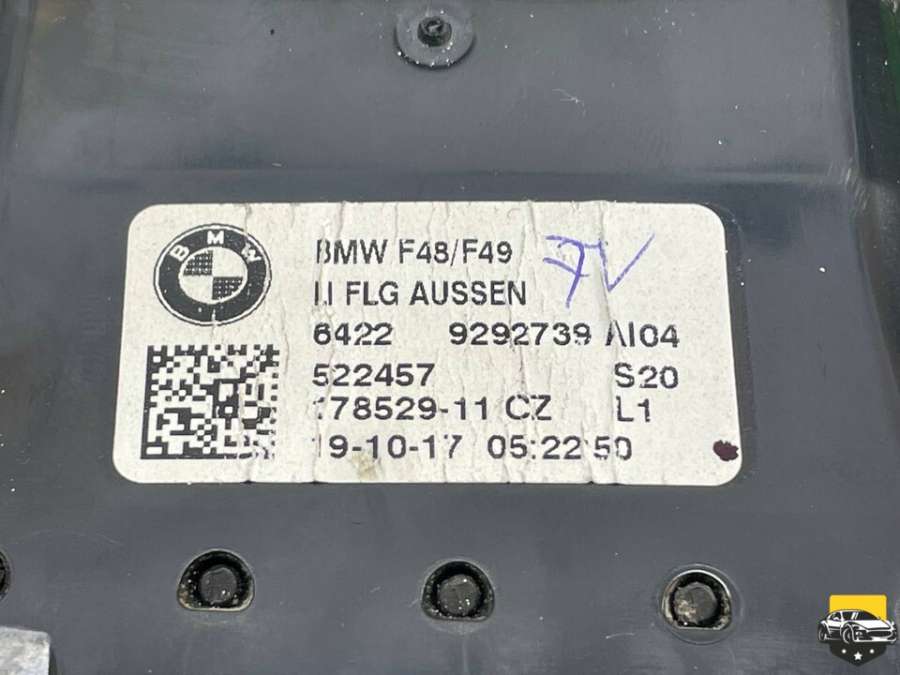 BMW
BMW F48/F49
LI FLG AUSSEN
6422 9292739 AI04
522457 S20
178529-11 CZ L1
19-10-17 05:22:50